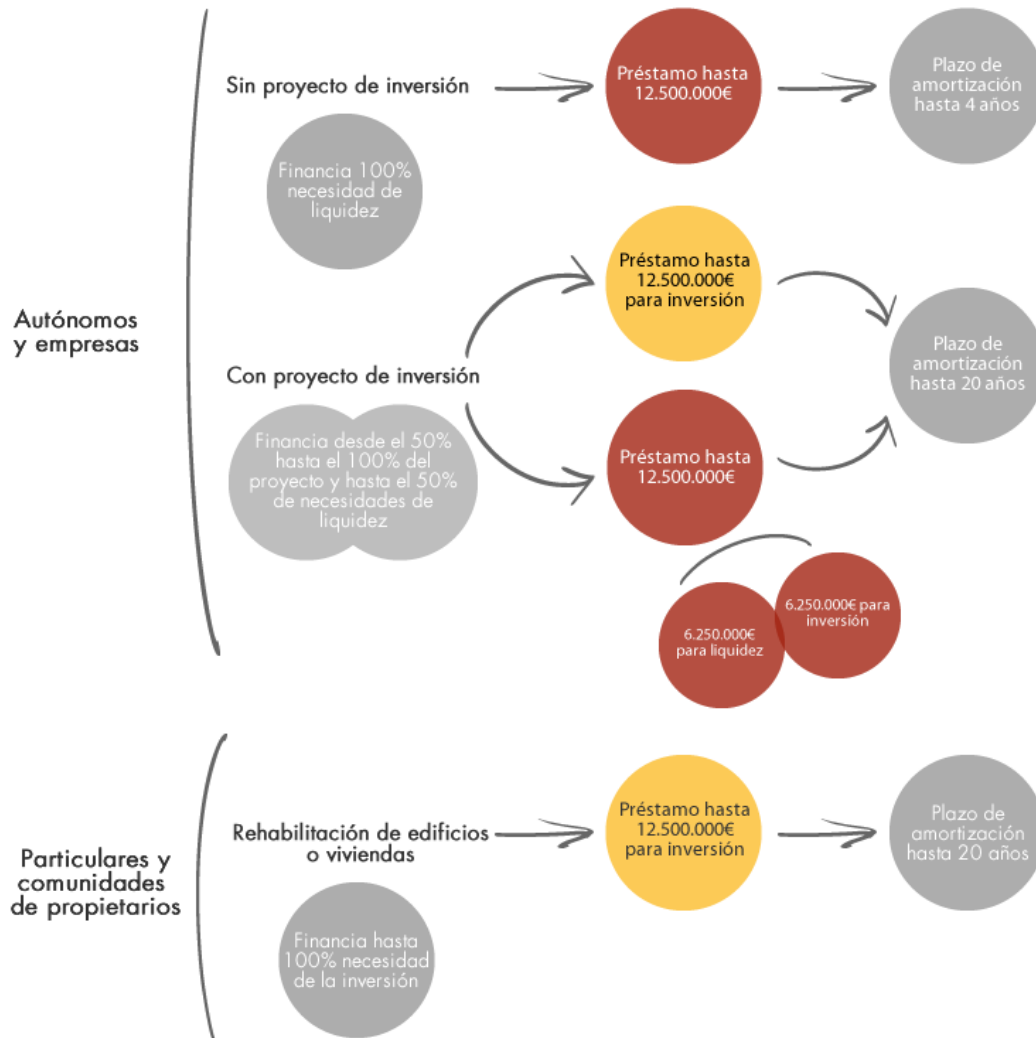 Autónomos
y empresas
Sin proyecto de inversión
Financia 100%
necesidad de
liquidez
Préstamo hasta
12.500.000€
Plazo de
amortización
hasta 4 años
Con proyecto de inversión
Financia desde el 50%
hasta el 100% del
proyecto y hasta el 50%
de necesidades de
liquidez
Préstamo hasta
12.500.000€
para inversión
Préstamo hasta
12.500.000€
6.250.000€
para liquidez
6.250.000€ para
inversión
Plazo de
amortización
hasta 20 años
Particulares y
comunidades
de propietarios
Rehabilitación de edificios
o viviendas
Financia hasta
100% necesidad
de la inversión
Préstamo hasta
12.500.000€
para inversión
Plazo de
amortización
hasta 20 años